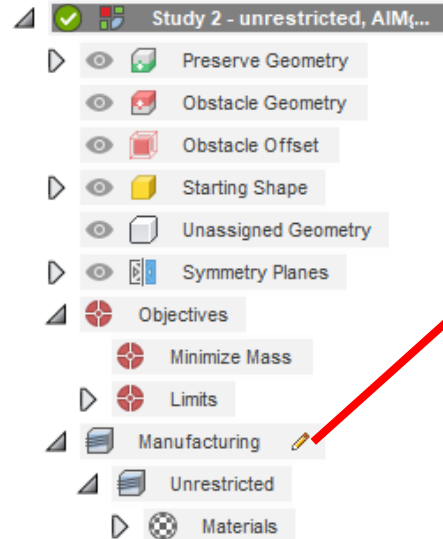 Study 2 - unrestricted, AIM(...
Preserve Geometry
Obstacle Geometry
Obstacle Offset
Starting Shape
Unassigned Geometry
Symmetry Planes
Objectives
Minimize Mass
Limits
Manufacturing
Unrestricted
Materials